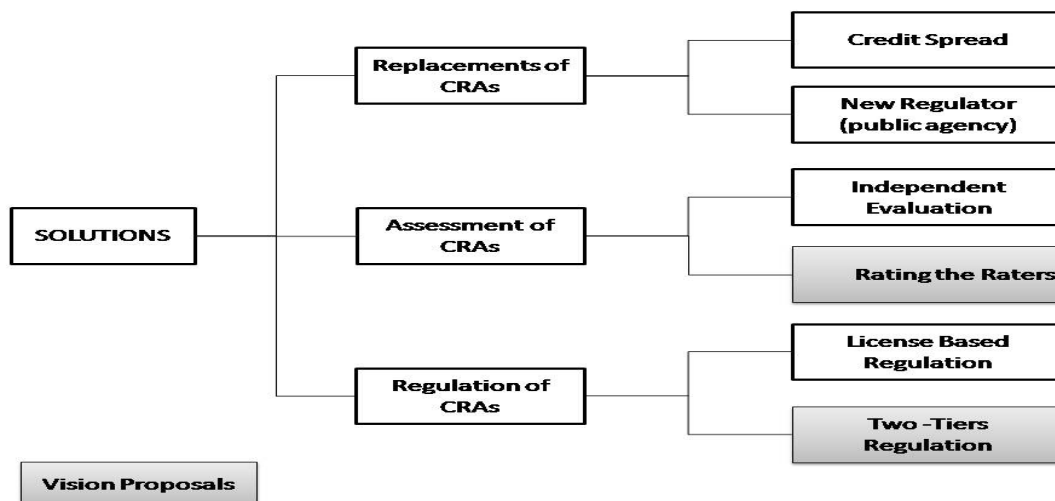 Credit Spread
Replacements of
CRAs
New Regulator
(public agency)
Independent
Evaluation
SOLUTIONS
Assessment of
CRAs
Rating the Raters
License Based
Regulation
Regulation of
CRAs
Two -Tiers
Regulation
Vision Proposals